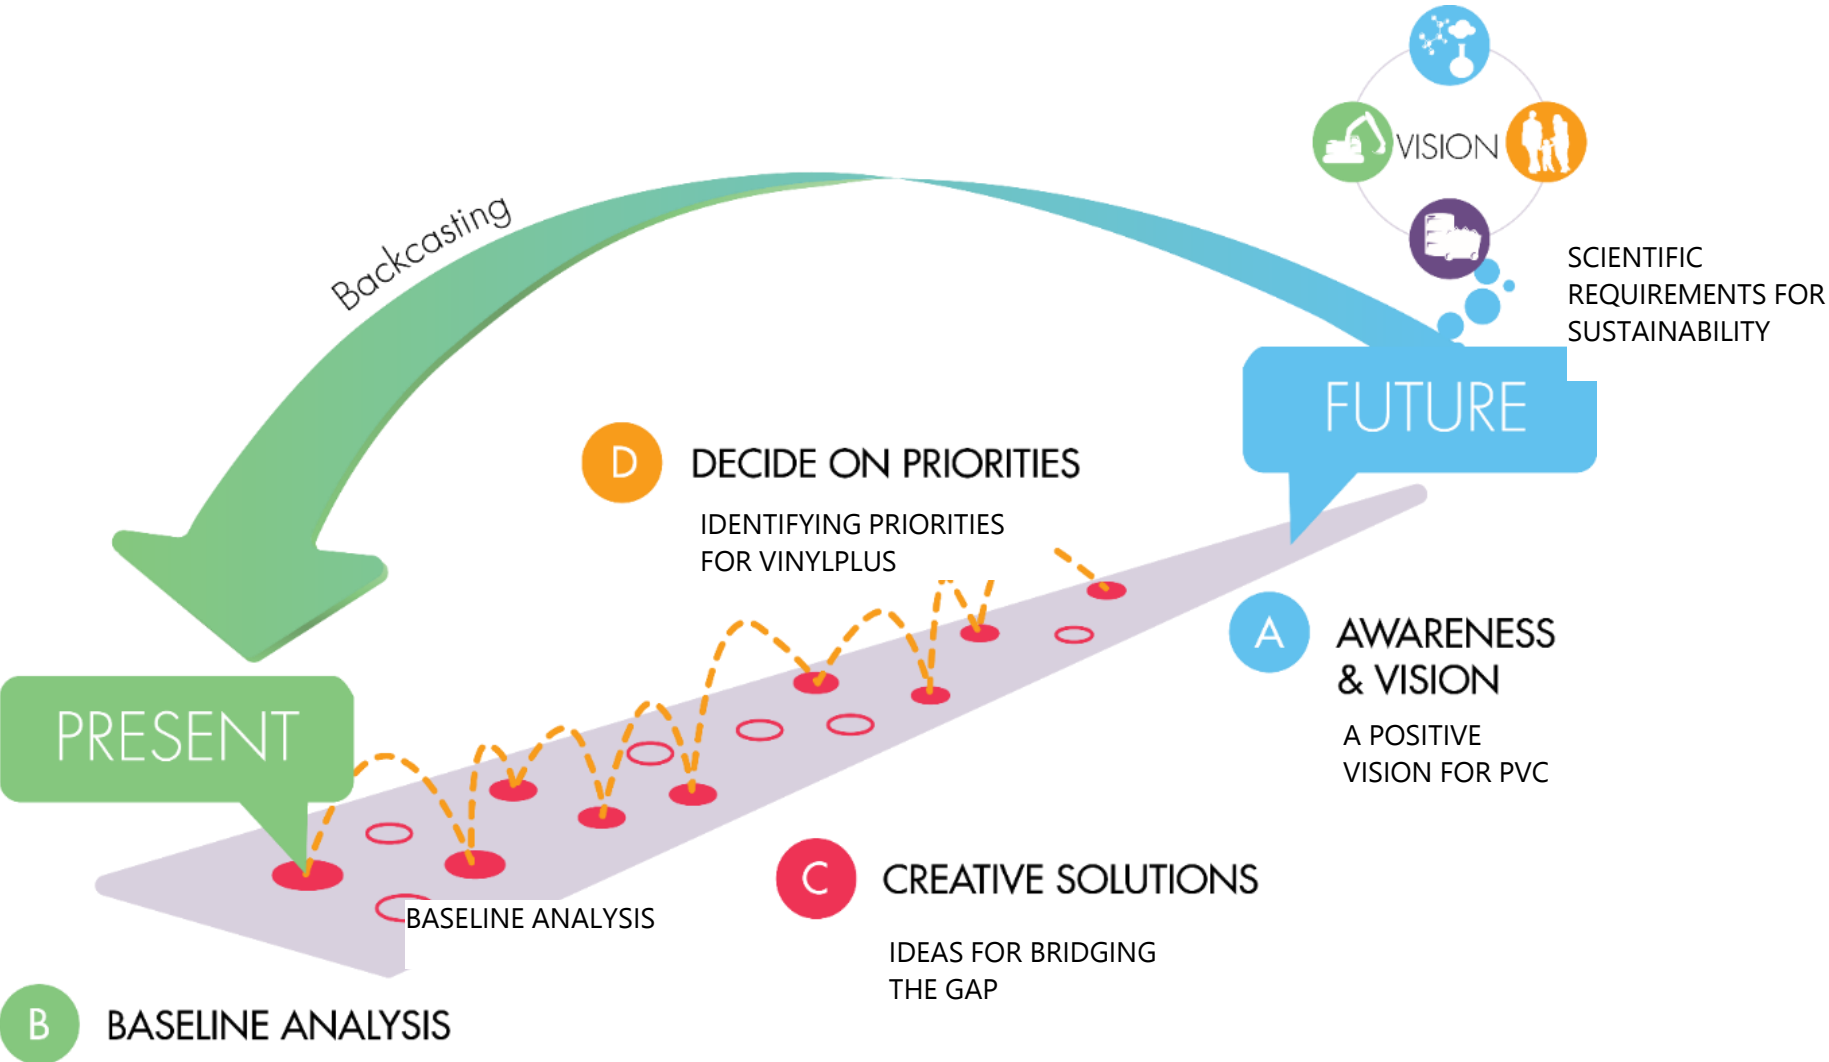 VISION
Backcasting
SCIENTIFIC
REQUIREMENTS FOR
SUSTAINABILITY
FUTURE
D
DECIDE ON PRIORITIES
IDENTIFYING PRIORITIES
FOR VINYLPLUS
A
AWARENESS
& VISION
A POSITIVE
VISION FOR PVC
PRESENT
C
CREATIVE SOLUTIONS
IDEAS FOR BRIDGING
THE GAP
BASELINE ANALYSIS
B
BASELINE ANALYSIS